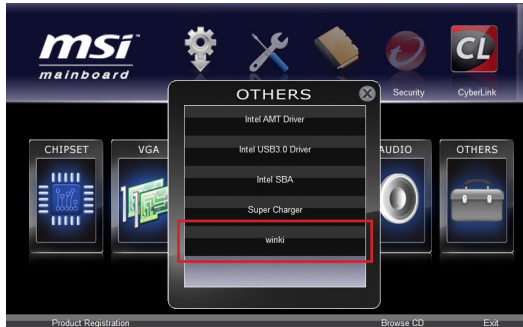 msi
mainboard
CL
Security
CyberLink
OTHERS
Intel AMT Driver
Intel USB3.0 Driver
Intel SBA
Super Charger
winki
CHIPSET
VGA
AUDIO
OTHERS
Product Registration
Browse CD
Exit